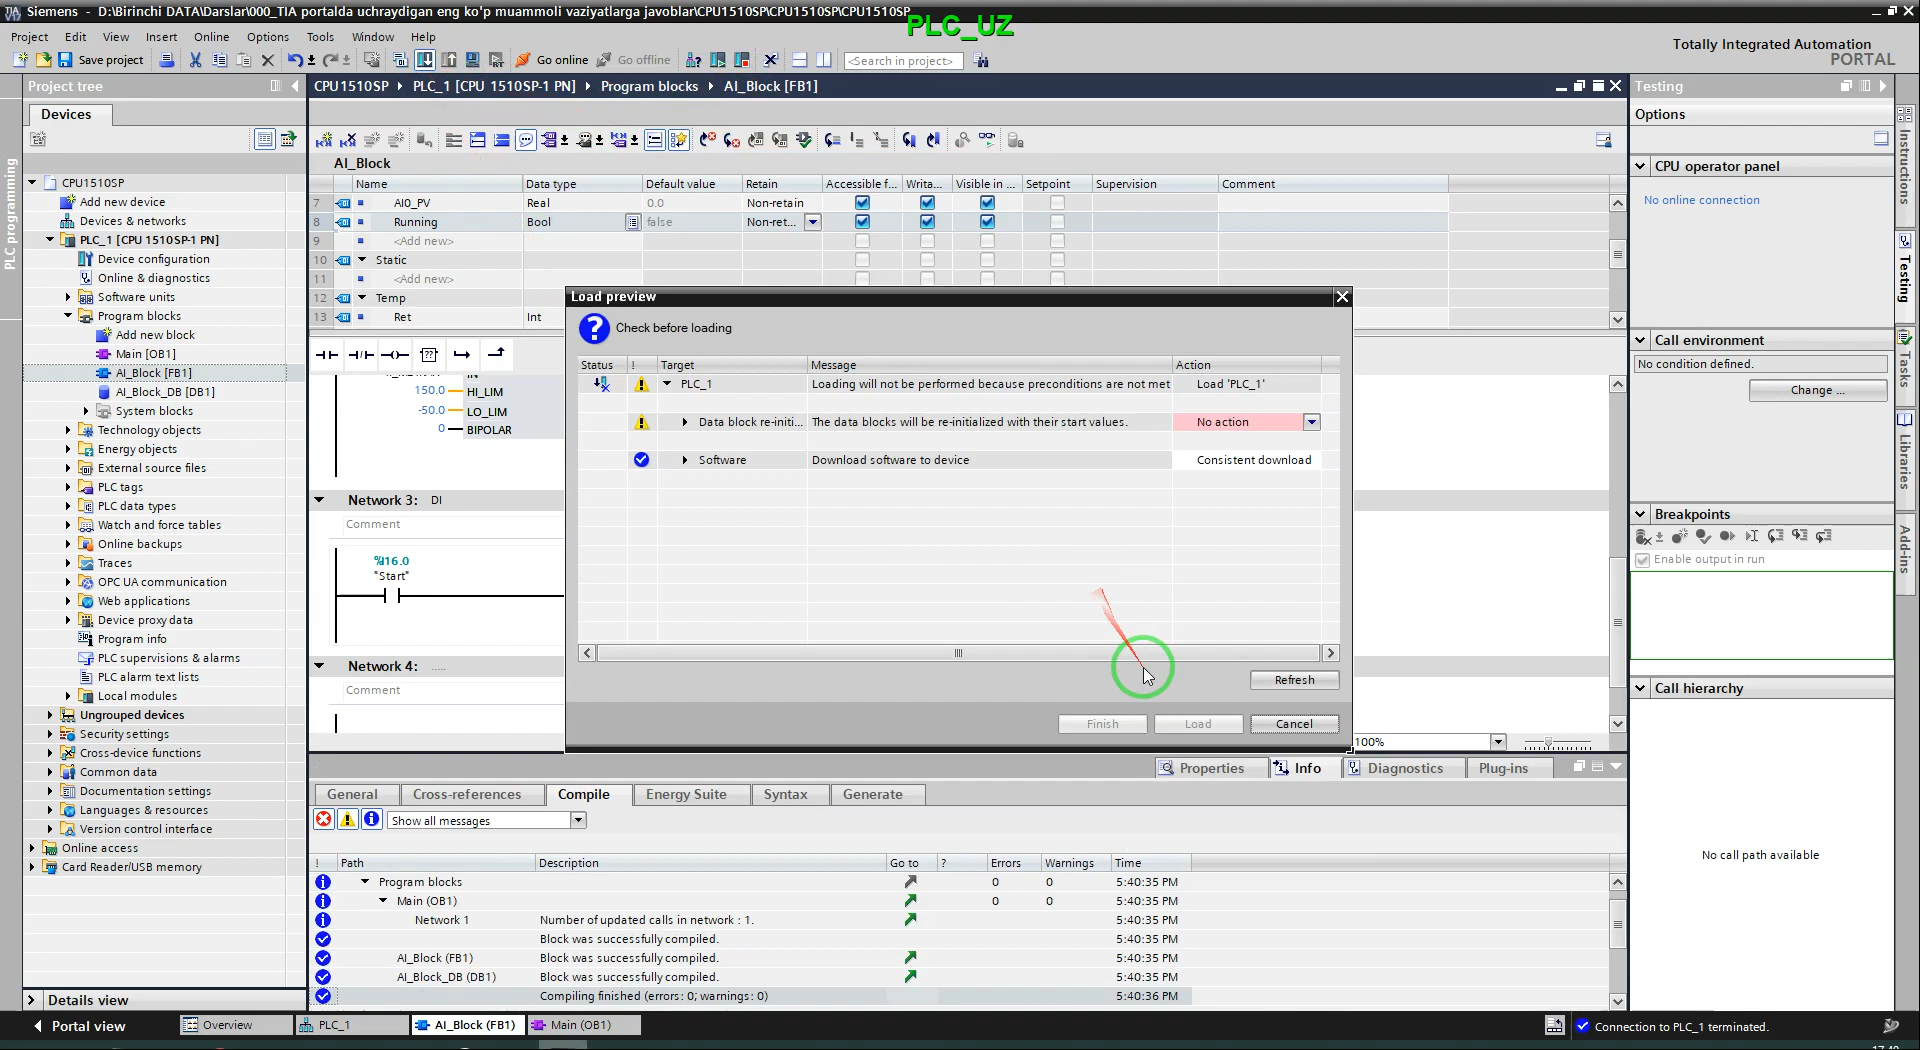 Siemens - D:\Birinchi DATA\Darslar\000_TIA portalda uchraydigan eng ko'p muammoli vaziyatlarga javoblar\CPU1510SP\CPU1510SP\CPU1510SP
PLC_UZ
Project Edit View Insert Online Options Tools Window Help
Totally Integrated Automation
PORTAL
Save project Go online Go offline <Search in project>
Project tree
CPU1510SP PLC_1 [CPU 1510SP-1 PN] Program blocks AI_Block [FB1]
Testing
Devices
Options
PLC programming
CPU1510SP
Add new device
Devices & networks
PLC_1 [CPU 1510SP-1 PN]
Device configuration
Online & diagnostics
Software units
Program blocks
Add new block
Main [OB1]
AI_Block [FB1]
AI_Block_DB [DB1]
System blocks
Technology objects
Energy objects
External source files
PLC tags
PLC data types
Watch and force tables
Online backups
Traces
OPC UA communication
Web applications
Device proxy data
Program info
PLC supervisions & alarms
PLC alarm text lists
Local modules
Ungrouped devices
Security settings
Cross-device functions
Common data
Documentation settings
Languages & resources
Version control interface
Online access
Card Reader/USB memory
Details view
AI_Block
Name Data type Default value Retain Accessible f... Writa... Visible in ... Setpoint Supervision Comment
7 AI0_PV Real 0.0 Non-retain
8 Running Bool false Non-ret...
9 <Add new>
10 Static
11 <Add new>
12 Temp
13 Ret Int
150.0 HI_LIM
-50.0 LO_LIM
0 BIPOLAR
Network 3: DI
Comment
%I16.0
"Start"
Network 4: .....
Comment
100%
Load preview
Check before loading
Status ! Target Message Action
PLC_1 Loading will not be performed because preconditions are not met Load 'PLC_1'
Data block re-initi... The data blocks will be re-initialized with their start values. No action
Software Download software to device Consistent download
Refresh
Finish Load Cancel
CPU operator panel
No online connection
Call environment
No condition defined.
Change ...
Breakpoints
Enable output in run
Call hierarchy
No call path available
Instructions
Testing
Tasks
Libraries
Add-ins
Properties Info Diagnostics Plug-ins
General Cross-references Compile Energy Suite Syntax Generate
Show all messages
! Path Description Go to ? Errors Warnings Time
Program blocks 0 0 5:40:35 PM
Main (OB1) 0 0 5:40:35 PM
Network 1 Number of updated calls in network : 1. 5:40:35 PM
Block was successfully compiled. 5:40:35 PM
AI_Block (FB1) Block was successfully compiled. 5:40:35 PM
AI_Block_DB (DB1) Block was successfully compiled. 5:40:35 PM
Compiling finished (errors: 0; warnings: 0) 5:40:36 PM
Portal view Overview PLC_1 AI_Block (FB1) Main (OB1) Connection to PLC_1 terminated.